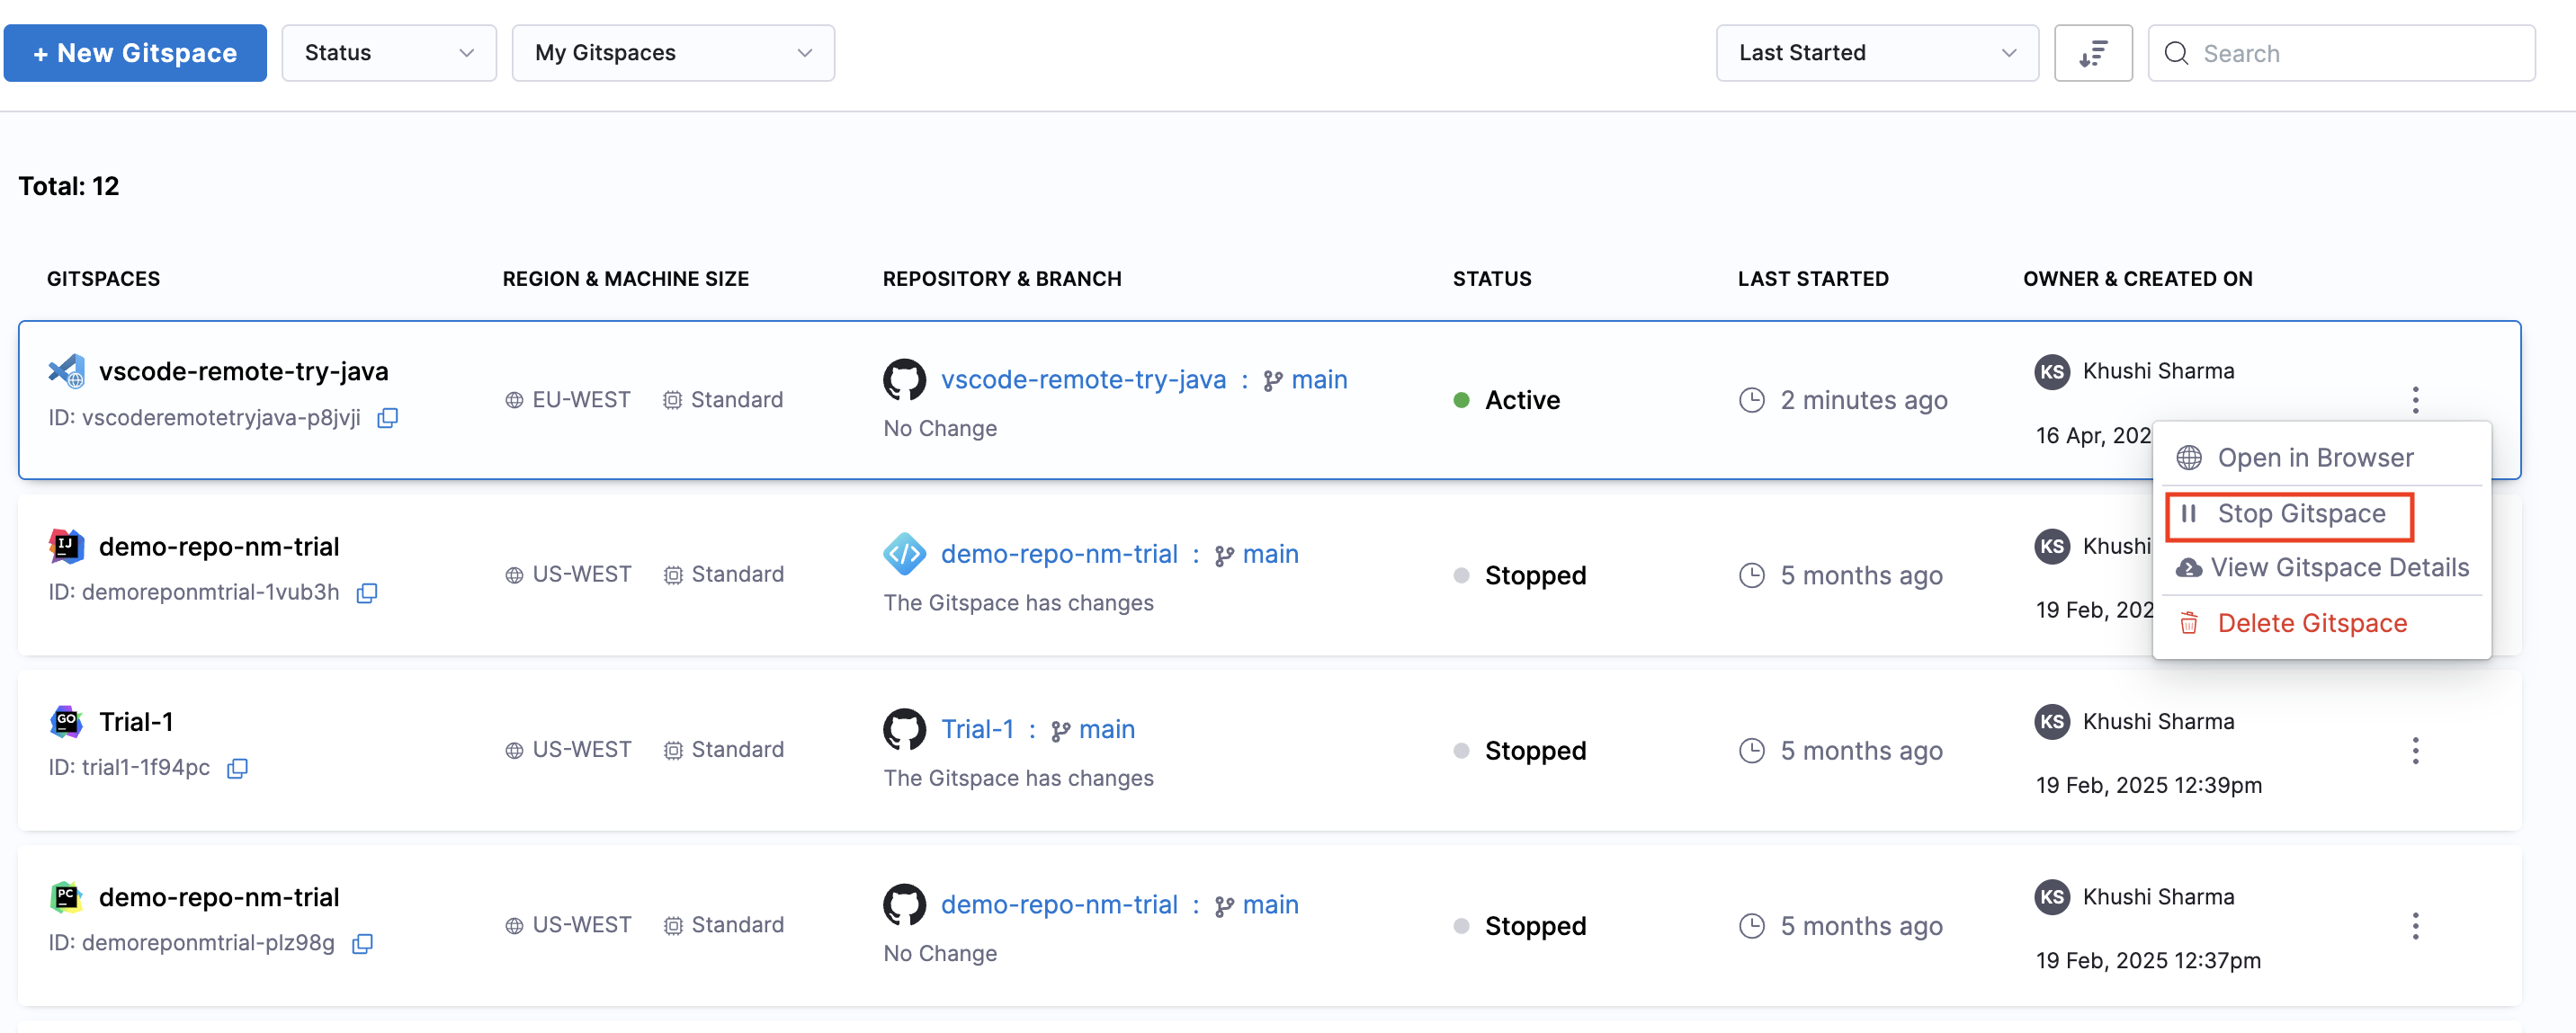 + New Gitspace Status My Gitspaces Last Started Search
Total: 12
GITSPACES REGION & MACHINE SIZE REPOSITORY & BRANCH STATUS LAST STARTED OWNER & CREATED ON
vscode-remote-try-java
ID: vscoderemotetryjava-p8jvji
EU-WEST Standard
vscode-remote-try-java : main
No Change
Active
2 minutes ago
KS Khushi Sharma
16 Apr, 202
Open in Browser
Stop Gitspace
View Gitspace Details
Delete Gitspace
IJ demo-repo-nm-trial
ID: demoreponmtrial-1vub3h
US-WEST Standard
demo-repo-nm-trial : main
The Gitspace has changes
Stopped
5 months ago
KS Khushi
19 Feb, 202
GO Trial-1
ID: trial1-1f94pc
US-WEST Standard
Trial-1 : main
The Gitspace has changes
Stopped
5 months ago
KS Khushi Sharma
19 Feb, 2025 12:39pm
PC demo-repo-nm-trial
ID: demoreponmtrial-plz98g
US-WEST Standard
demo-repo-nm-trial : main
No Change
Stopped
5 months ago
KS Khushi Sharma
19 Feb, 2025 12:37pm